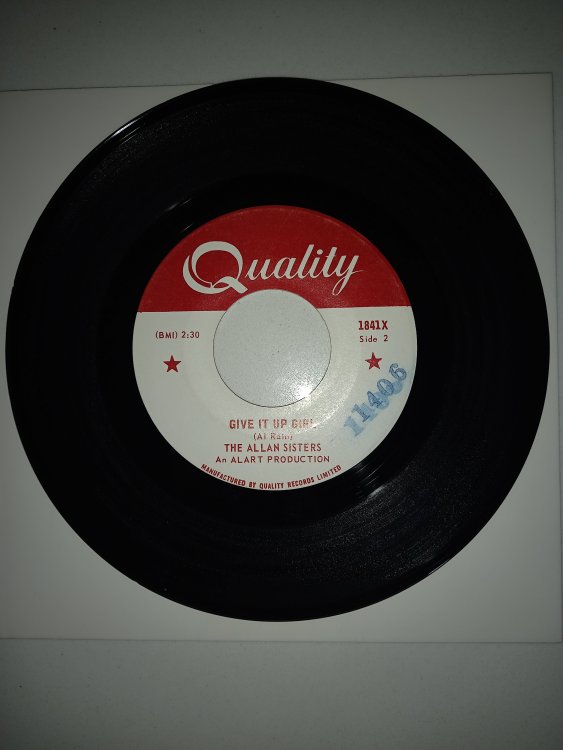 Quality
(BMI) 2:30
1841X
Side 2
11406
GIVE IT UP GIRL
(Al Rain)
THE ALLAN SISTERS
An ALART PRODUCTION
MANUFACTURED BY QUALITY RECORDS LIMITED